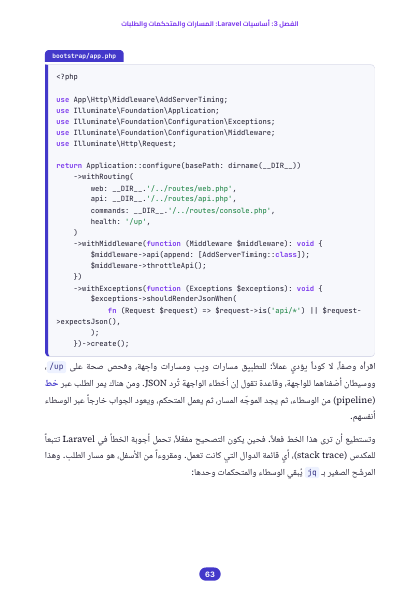 الفصل 3: أساسيات Laravel: المسارات والمتحكمات والطلبات
bootstrap/app.php
<?php
use App\Http\Middleware\AddServerTiming;
use Illuminate\Foundation\Application;
use Illuminate\Foundation\Configuration\Exceptions;
use Illuminate\Foundation\Configuration\Middleware;
use Illuminate\Http\Request;
return Application::configure(basePath: dirname(__DIR__))
    ->withRouting(
        web: __DIR__.'/../routes/web.php',
        api: __DIR__.'/../routes/api.php',
        commands: __DIR__.'/../routes/console.php',
        health: '/up',
    )
    ->withMiddleware(function (Middleware $middleware): void {
        $middleware->api(append: [AddServerTiming::class]);
        $middleware->throttleApi();
    })
    ->withExceptions(function (Exceptions $exceptions): void {
        $exceptions->shouldRenderJsonWhen(
            fn (Request $request) => $request->is('api/*') || $request-
>expectsJson(),
        );
    })->create();
اقرأه وصفاً، لا كوداً يؤدي عملاً: للتطبيق مسارات ويب ومسارات واجهة، وفحص صحة على /up،
ووسيطان أضفناهما للواجهة، وقاعدة تقول إن أخطاء الواجهة تُرد JSON. ومن هناك يمر الطلب عبر خط
(pipeline) من الوسطاء، ثم يجد الموجّه المسار، ثم يعمل المتحكم، ويعود الجواب خارجاً عبر الوسطاء
أنفسهم.
وتستطيع أن ترى هذا الخط فعلاً. فحين يكون التصحيح مفعّلاً، تحمل أجوبة الخطأ في Laravel تتبعاً
للمكدس (stack trace)، أي قائمة الدوال التي كانت تعمل. ومقروءاً من الأسفل، هو مسار الطلب. وهذا
المرشّح الصغير بـ jq يُبقي الوسطاء والمتحكمات وحدها:
63